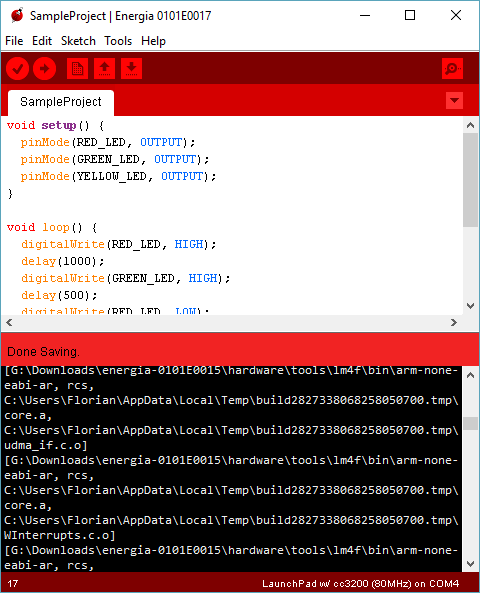 SampleProject | Energia 0101E0017
File Edit Sketch Tools Help
SampleProject
void setup() {
  pinMode(RED_LED, OUTPUT);
  pinMode(GREEN_LED, OUTPUT);
  pinMode(YELLOW_LED, OUTPUT);
}
void loop() {
  digitalWrite(RED_LED, HIGH);
  delay(1000);
  digitalWrite(GREEN_LED, HIGH);
  delay(500);
  digitalWrite(RED_LED, LOW);
Done Saving.
[G:\Downloads\energia-0101E0015\hardware\tools\lm4f\bin\arm-none-
eabi-ar, rcs,
C:\Users\Florian\AppData\Local\Temp\build2827338068258050700.tmp\
core.a,
C:\Users\Florian\AppData\Local\Temp\build2827338068258050700.tmp\
udma_if.c.o]
[G:\Downloads\energia-0101E0015\hardware\tools\lm4f\bin\arm-none-
eabi-ar, rcs,
C:\Users\Florian\AppData\Local\Temp\build2827338068258050700.tmp\
core.a,
C:\Users\Florian\AppData\Local\Temp\build2827338068258050700.tmp\
WInterrupts.c.o]
[G:\Downloads\energia-0101E0015\hardware\tools\lm4f\bin\arm-none-
eabi-ar, rcs,
17 LaunchPad w/ cc3200 (80MHz) on COM4